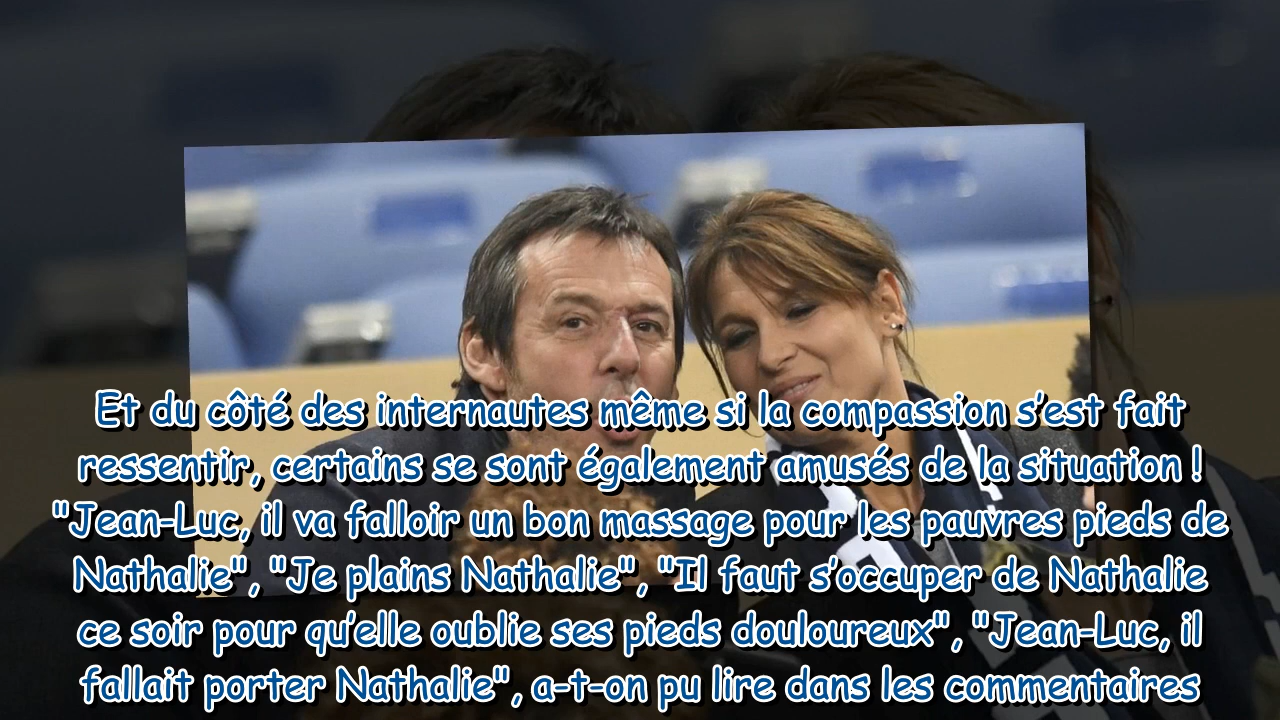 Et du côté des internautes même si la compassion s’est fait
ressentir, certains se sont également amusés de la situation !
"Jean-Luc, il va falloir un bon massage pour les pauvres pieds de
Nathalie", "Je plains Nathalie", "Il faut s’occuper de Nathalie
ce soir pour qu’elle oublie ses pieds douloureux", "Jean-Luc, il
fallait porter Nathalie", a-t-on pu lire dans les commentaires